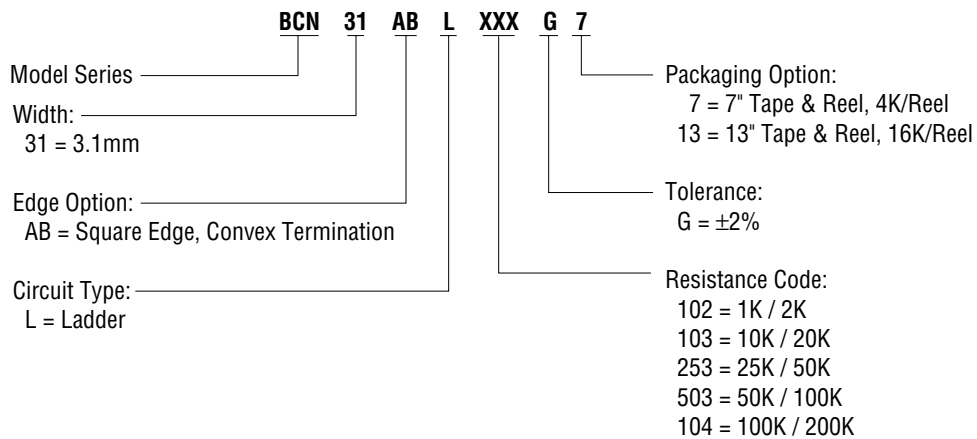 BCN 31 AB L XXX G 7
Model Series
Width:
31 = 3.1mm
Edge Option:
AB = Square Edge, Convex Termination
Circuit Type:
L = Ladder
Packaging Option:
7 = 7" Tape & Reel, 4K/Reel
13 = 13" Tape & Reel, 16K/Reel
Tolerance:
G = ±2%
Resistance Code:
102 = 1K / 2K
103 = 10K / 20K
253 = 25K / 50K
503 = 50K / 100K
104 = 100K / 200K